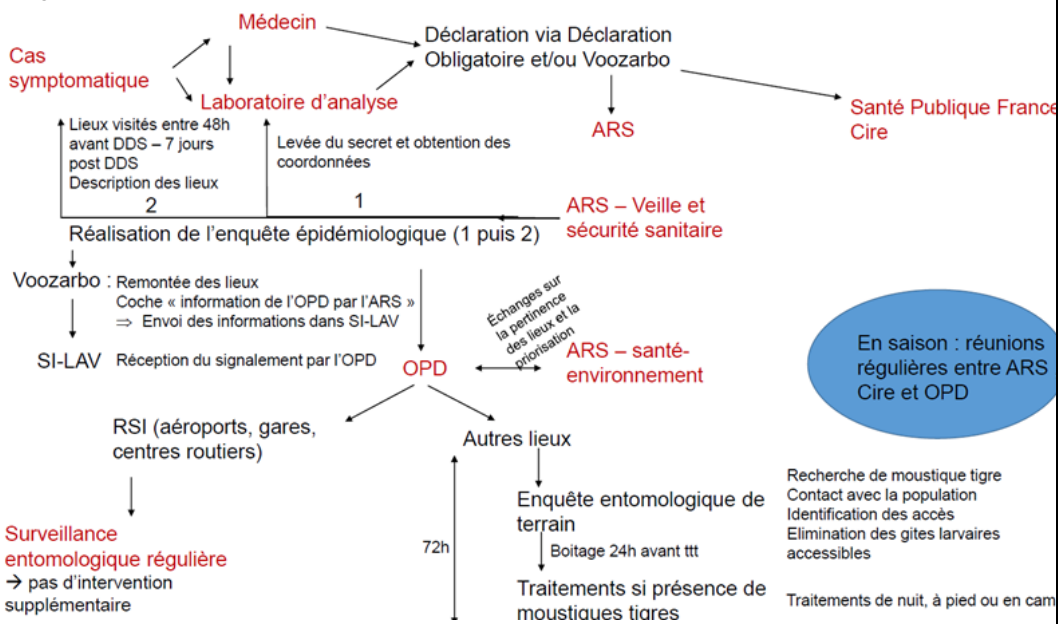 Médecin
Déclaration via Déclaration
Obligatoire et/ou Voozarbo
Cas
symptomatique
Laboratoire d'analyse
Santé Publique France
Cire
ARS
Lieux visités entre 48h
avant DDS – 7 jours
post DDS
Description des lieux
2
Levée du secret et obtention des
coordonnées
1
ARS – Veille et
sécurité sanitaire
Réalisation de l'enquête épidémiologique (1 puis 2)
Voozarbo : Remontée des lieux
Coche « information de l'OPD par l'ARS »
⇒ Envoi des informations dans SI-LAV
SI-LAV Réception du signalement par l'OPD
OPD
Échanges sur
la pertinence
des lieux et la
priorisation
ARS – santé-
environnement
En saison : réunions
régulières entre ARS
Cire et OPD
RSI (aéroports, gares,
centres routiers)
Autres lieux
Surveillance
entomologique régulière
→ pas d'intervention
supplémentaire
72h
Enquête entomologique de
terrain
Boitage 24h avant ttt
Traitements si présence de
moustiques tigres
Recherche de moustique tigre
Contact avec la population
Identification des accès
Elimination des gites larvaires
accessibles
Traitements de nuit, à pied ou en cam